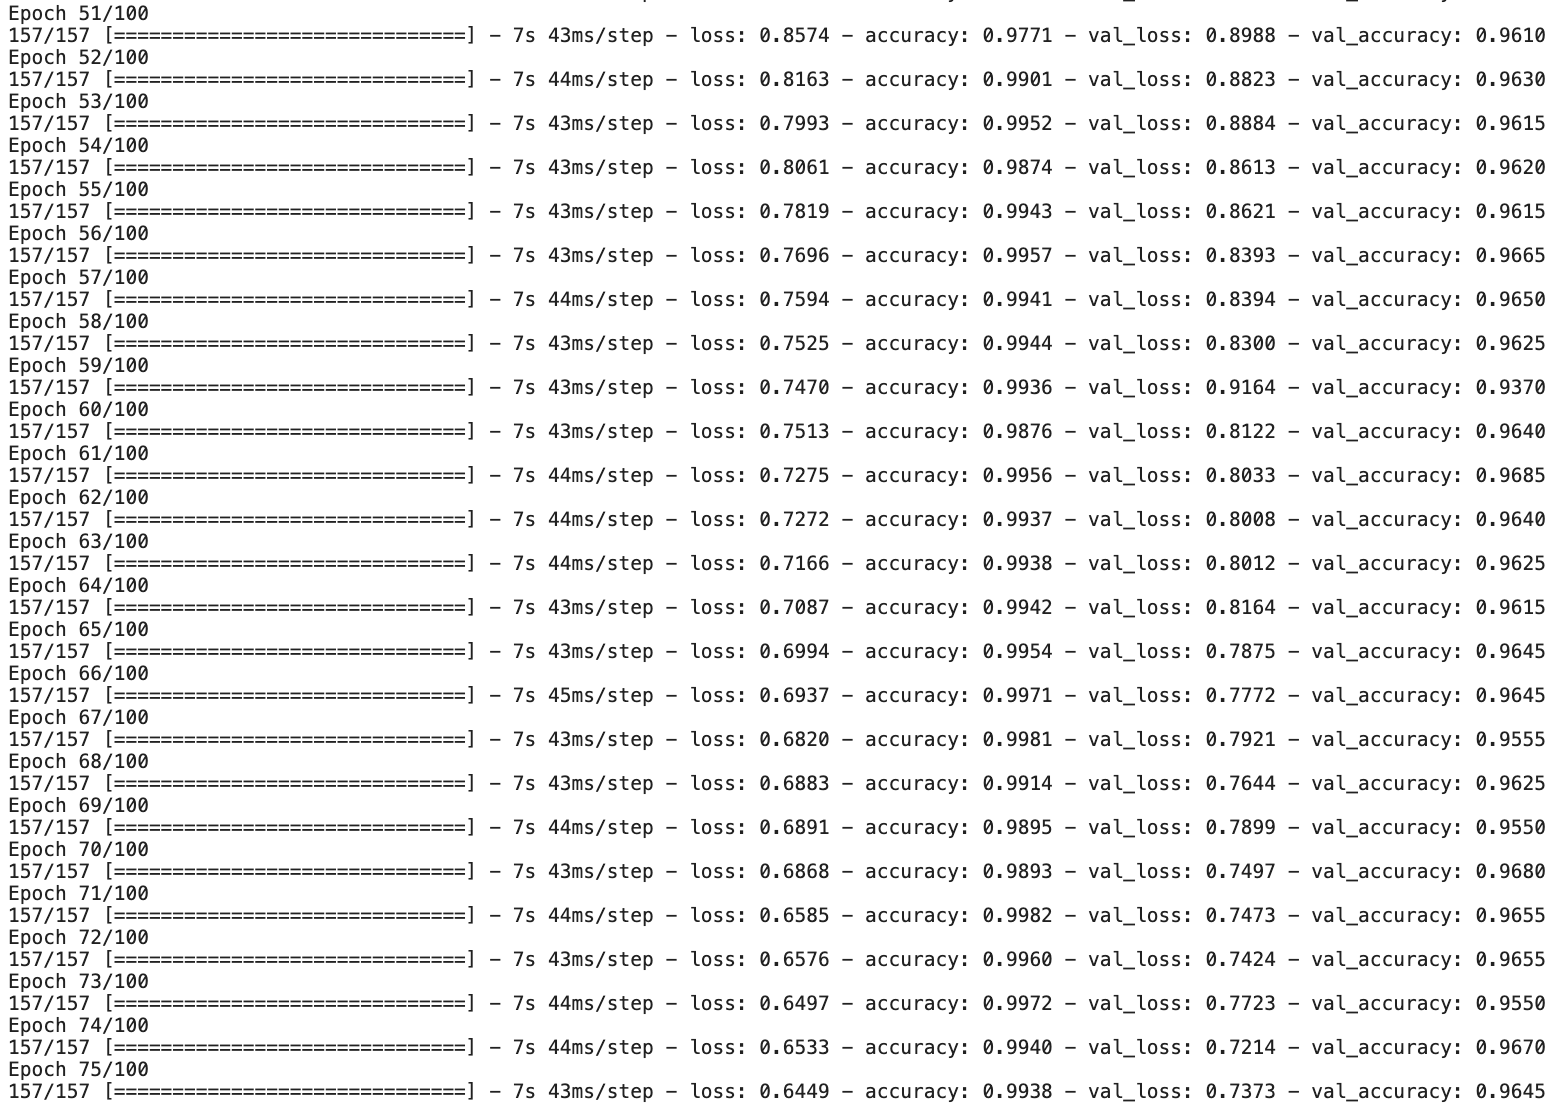 Epoch 51/100
157/157 [==============================] - 7s 43ms/step - loss: 0.8574 - accuracy: 0.9771 - val_loss: 0.8988 - val_accuracy: 0.9610
Epoch 52/100
157/157 [==============================] - 7s 44ms/step - loss: 0.8163 - accuracy: 0.9901 - val_loss: 0.8823 - val_accuracy: 0.9630
Epoch 53/100
157/157 [==============================] - 7s 43ms/step - loss: 0.7993 - accuracy: 0.9952 - val_loss: 0.8884 - val_accuracy: 0.9615
Epoch 54/100
157/157 [==============================] - 7s 43ms/step - loss: 0.8061 - accuracy: 0.9874 - val_loss: 0.8613 - val_accuracy: 0.9620
Epoch 55/100
157/157 [==============================] - 7s 43ms/step - loss: 0.7819 - accuracy: 0.9943 - val_loss: 0.8621 - val_accuracy: 0.9615
Epoch 56/100
157/157 [==============================] - 7s 43ms/step - loss: 0.7696 - accuracy: 0.9957 - val_loss: 0.8393 - val_accuracy: 0.9665
Epoch 57/100
157/157 [==============================] - 7s 44ms/step - loss: 0.7594 - accuracy: 0.9941 - val_loss: 0.8394 - val_accuracy: 0.9650
Epoch 58/100
157/157 [==============================] - 7s 43ms/step - loss: 0.7525 - accuracy: 0.9944 - val_loss: 0.8300 - val_accuracy: 0.9625
Epoch 59/100
157/157 [==============================] - 7s 43ms/step - loss: 0.7470 - accuracy: 0.9936 - val_loss: 0.9164 - val_accuracy: 0.9370
Epoch 60/100
157/157 [==============================] - 7s 43ms/step - loss: 0.7513 - accuracy: 0.9876 - val_loss: 0.8122 - val_accuracy: 0.9640
Epoch 61/100
157/157 [==============================] - 7s 44ms/step - loss: 0.7275 - accuracy: 0.9956 - val_loss: 0.8033 - val_accuracy: 0.9685
Epoch 62/100
157/157 [==============================] - 7s 44ms/step - loss: 0.7272 - accuracy: 0.9937 - val_loss: 0.8008 - val_accuracy: 0.9640
Epoch 63/100
157/157 [==============================] - 7s 44ms/step - loss: 0.7166 - accuracy: 0.9938 - val_loss: 0.8012 - val_accuracy: 0.9625
Epoch 64/100
157/157 [==============================] - 7s 43ms/step - loss: 0.7087 - accuracy: 0.9942 - val_loss: 0.8164 - val_accuracy: 0.9615
Epoch 65/100
157/157 [==============================] - 7s 43ms/step - loss: 0.6994 - accuracy: 0.9954 - val_loss: 0.7875 - val_accuracy: 0.9645
Epoch 66/100
157/157 [==============================] - 7s 45ms/step - loss: 0.6937 - accuracy: 0.9971 - val_loss: 0.7772 - val_accuracy: 0.9645
Epoch 67/100
157/157 [==============================] - 7s 43ms/step - loss: 0.6820 - accuracy: 0.9981 - val_loss: 0.7921 - val_accuracy: 0.9555
Epoch 68/100
157/157 [==============================] - 7s 43ms/step - loss: 0.6883 - accuracy: 0.9914 - val_loss: 0.7644 - val_accuracy: 0.9625
Epoch 69/100
157/157 [==============================] - 7s 44ms/step - loss: 0.6891 - accuracy: 0.9895 - val_loss: 0.7899 - val_accuracy: 0.9550
Epoch 70/100
157/157 [==============================] - 7s 43ms/step - loss: 0.6868 - accuracy: 0.9893 - val_loss: 0.7497 - val_accuracy: 0.9680
Epoch 71/100
157/157 [==============================] - 7s 44ms/step - loss: 0.6585 - accuracy: 0.9982 - val_loss: 0.7473 - val_accuracy: 0.9655
Epoch 72/100
157/157 [==============================] - 7s 43ms/step - loss: 0.6576 - accuracy: 0.9960 - val_loss: 0.7424 - val_accuracy: 0.9655
Epoch 73/100
157/157 [==============================] - 7s 44ms/step - loss: 0.6497 - accuracy: 0.9972 - val_loss: 0.7723 - val_accuracy: 0.9550
Epoch 74/100
157/157 [==============================] - 7s 44ms/step - loss: 0.6533 - accuracy: 0.9940 - val_loss: 0.7214 - val_accuracy: 0.9670
Epoch 75/100
157/157 [==============================] - 7s 43ms/step - loss: 0.6449 - accuracy: 0.9938 - val_loss: 0.7373 - val_accuracy: 0.9645